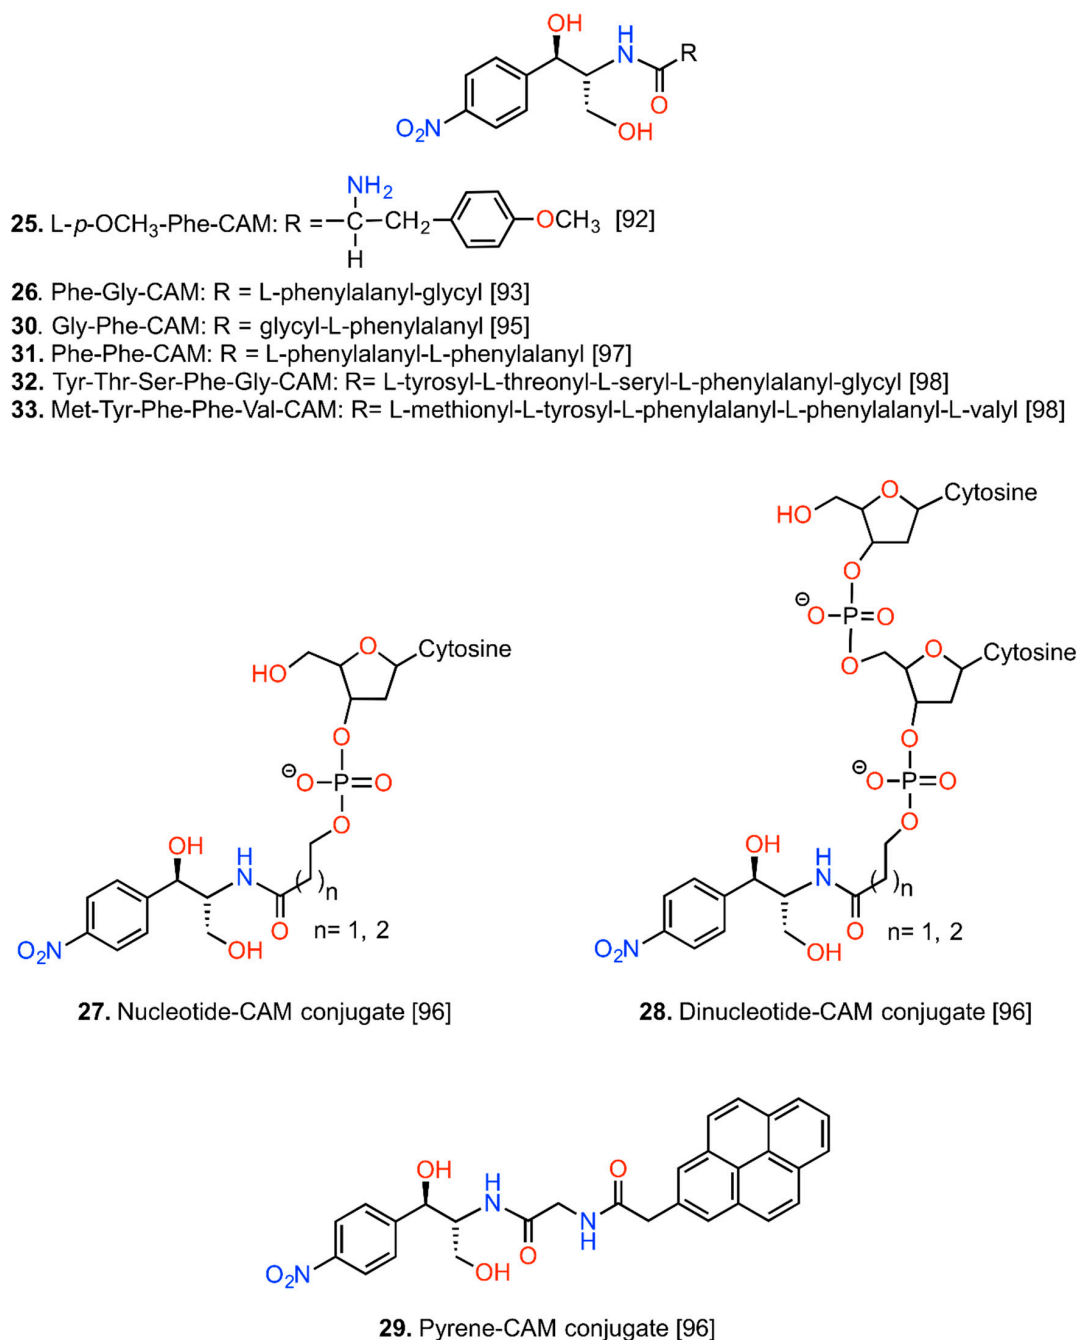 OH
H
N
R
O
OH
O₂N
NH₂
25. L-p-OCH₃-Phe-CAM: R = C CH₂ OCH₃ [92]
H
26. Phe-Gly-CAM: R = L-phenylalanyl-glycyl [93]
30. Gly-Phe-CAM: R = glycyl-L-phenylalanyl [95]
31. Phe-Phe-CAM: R = L-phenylalanyl-L-phenylalanyl [97]
32. Tyr-Thr-Ser-Phe-Gly-CAM: R= L-tyrosyl-L-threonyl-L-seryl-L-phenylalanyl-glycyl [98]
33. Met-Tyr-Phe-Phe-Val-CAM: R= L-methionyl-L-tyrosyl-L-phenylalanyl-L-phenylalanyl-L-valyl [98]
O
Cytosine
HO
O
⊖
O–P=O
O
O
Cytosine
HO
O
⊖
O–P=O
O
OH
H
N
( )n
O
OH
O₂N
n= 1, 2
O
Cytosine
O
⊖
O–P=O
O
OH
H
N
( )n
O
OH
O₂N
n= 1, 2
27. Nucleotide-CAM conjugate [96]
28. Dinucleotide-CAM conjugate [96]
OH
H
N
O
N
H
O
OH
O₂N
29. Pyrene-CAM conjugate [96]